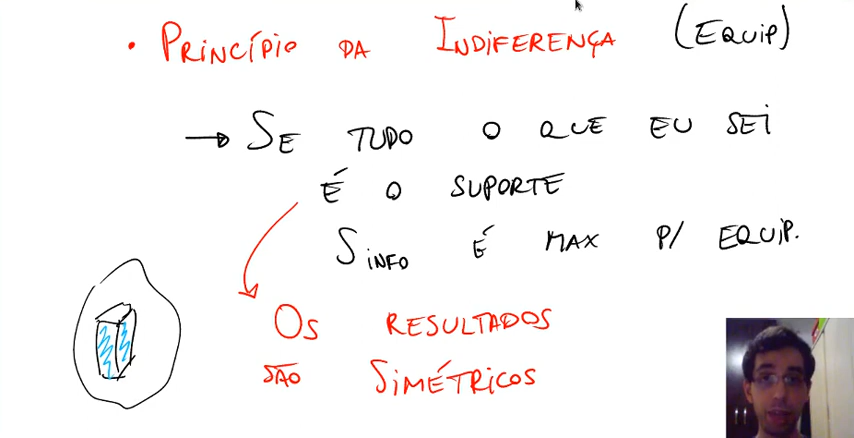 • PRINCÍPIO DA INDIFERENÇA (EQUIP)
→ SE TUDO O QUE EU SEI
É O SUPORTE
SINFO É MAX P/ EQUIP.
OS RESULTADOS
SÃO SIMÉTRICOS